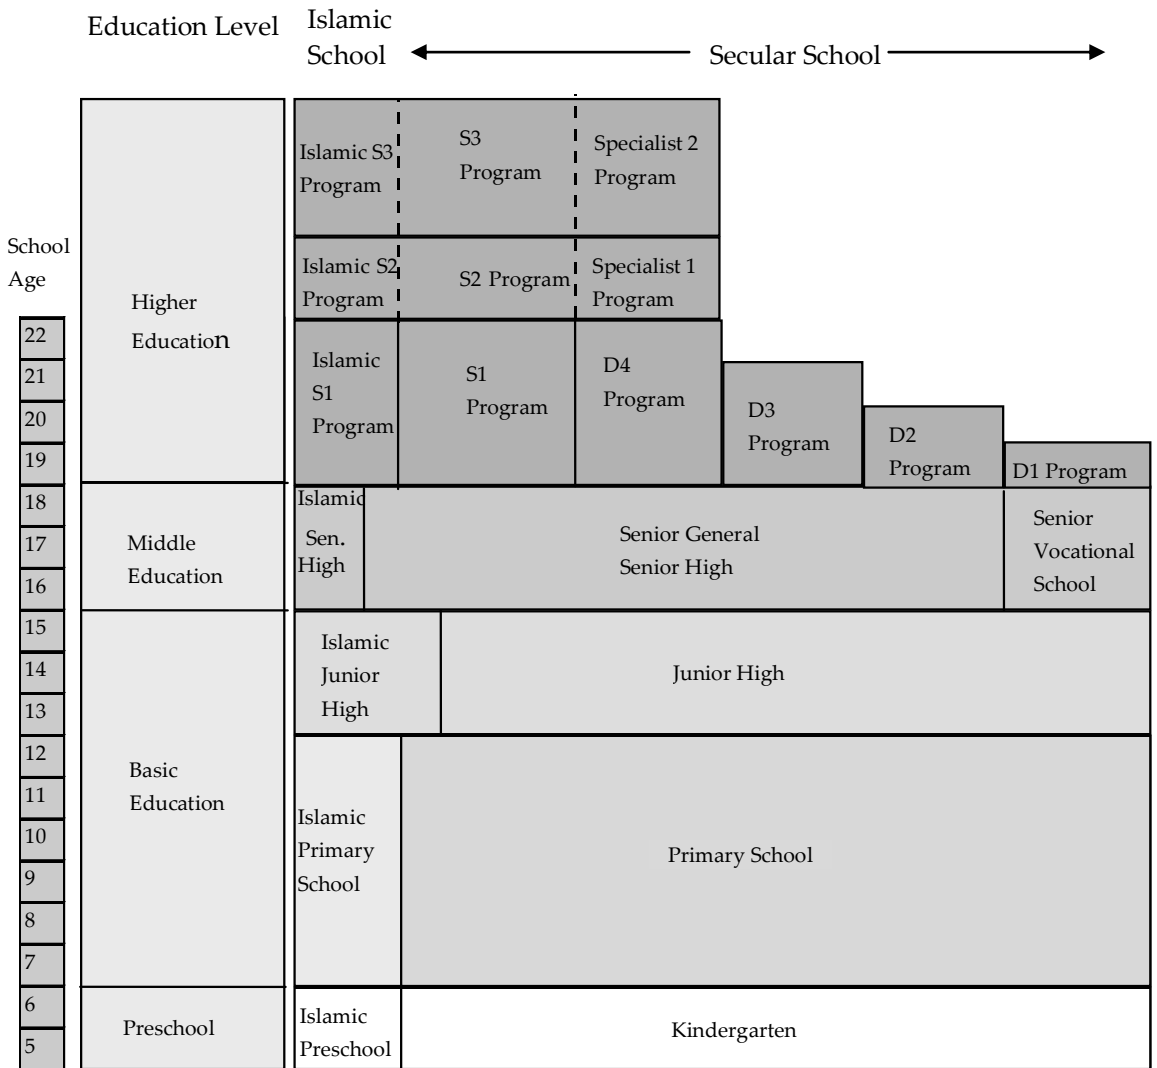 Education Level
Islamic
School
Secular School
School
Age
22
21
20
19
18
17
16
15
14
13
12
11
10
9
8
7
6
5
Higher
Education
Middle
Education
Basic
Education
Preschool
Islamic S3
Program
S3
Program
Specialist 2
Program
Islamic S2
Program
S2 Program
Specialist 1
Program
Islamic
S1
Program
S1
Program
D4
Program
D3
Program
D2
Program
D1 Program
Islamic
Sen.
High
Senior General
Senior High
Senior
Vocational
School
Islamic
Junior
High
Junior High
Islamic
Primary
School
Primary School
Islamic
Preschool
Kindergarten